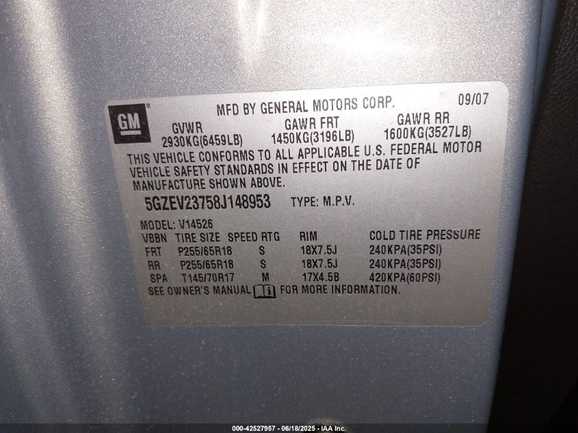 GM
MFD BY GENERAL MOTORS CORP. 09/07
GVWR GAWR FRT GAWR RR
2930KG(6459LB) 1450KG(3196LB) 1600KG(3527LB)
THIS VEHICLE CONFORMS TO ALL APPLICABLE U.S. FEDERAL MOTOR
VEHICLE SAFETY STANDARDS IN EFFECT ON THE DATE OF
MANUFACTURE SHOWN ABOVE.
5GZEV23758J148953 TYPE: M.P.V.
MODEL: V14526
VBBN TIRE SIZE SPEED RTG RIM COLD TIRE PRESSURE
FRT P255/65R18 S 18X7.5J 240KPA(35PSI)
RR P255/65R18 S 18X7.5J 240KPA(35PSI)
SPA T145/70R17 M 17X4.5B 420KPA(60PSI)
SEE OWNER'S MANUAL FOR MORE INFORMATION
000-42527957 - 06/18/2025 - IAA Inc.